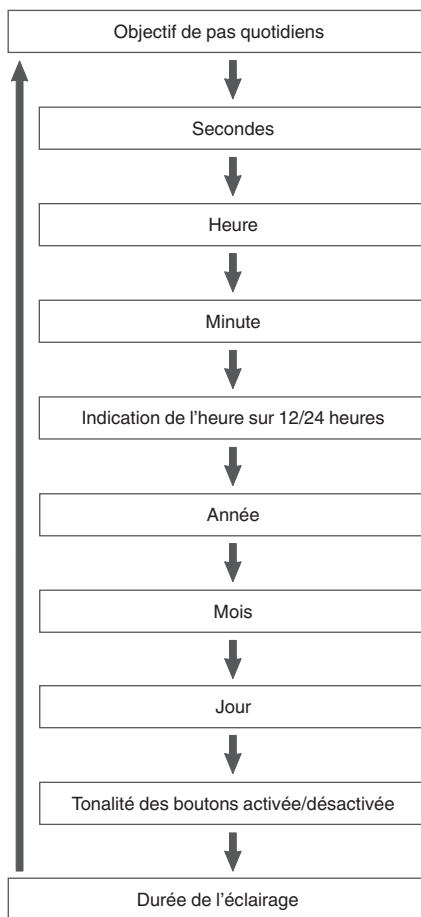 Objectif de pas quotidiens
Secondes
Heure
Minute
Indication de l’heure sur 12/24 heures
Année
Mois
Jour
Tonalité des boutons activée/désactivée
Durée de l’éclairage